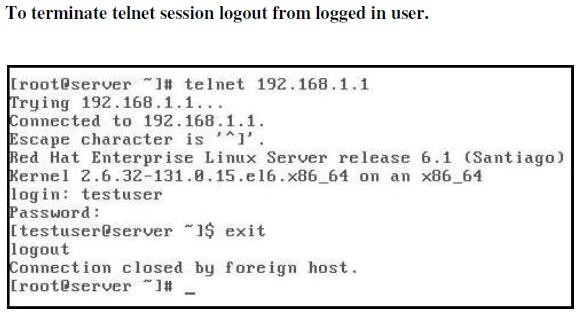 To terminate telnet session logout from logged in user.
[root@server ~]# telnet 192.168.1.1
Trying 192.168.1.1...
Connected to 192.168.1.1.
Escape character is '^]'.
Red Hat Enterprise Linux Server release 6.1 (Santiago)
Kernel 2.6.32-131.0.15.el6.x86_64 on an x86_64
login: testuser
Password:
[testuser@server ~]$ exit
logout
Connection closed by foreign host.
[root@server ~]# _